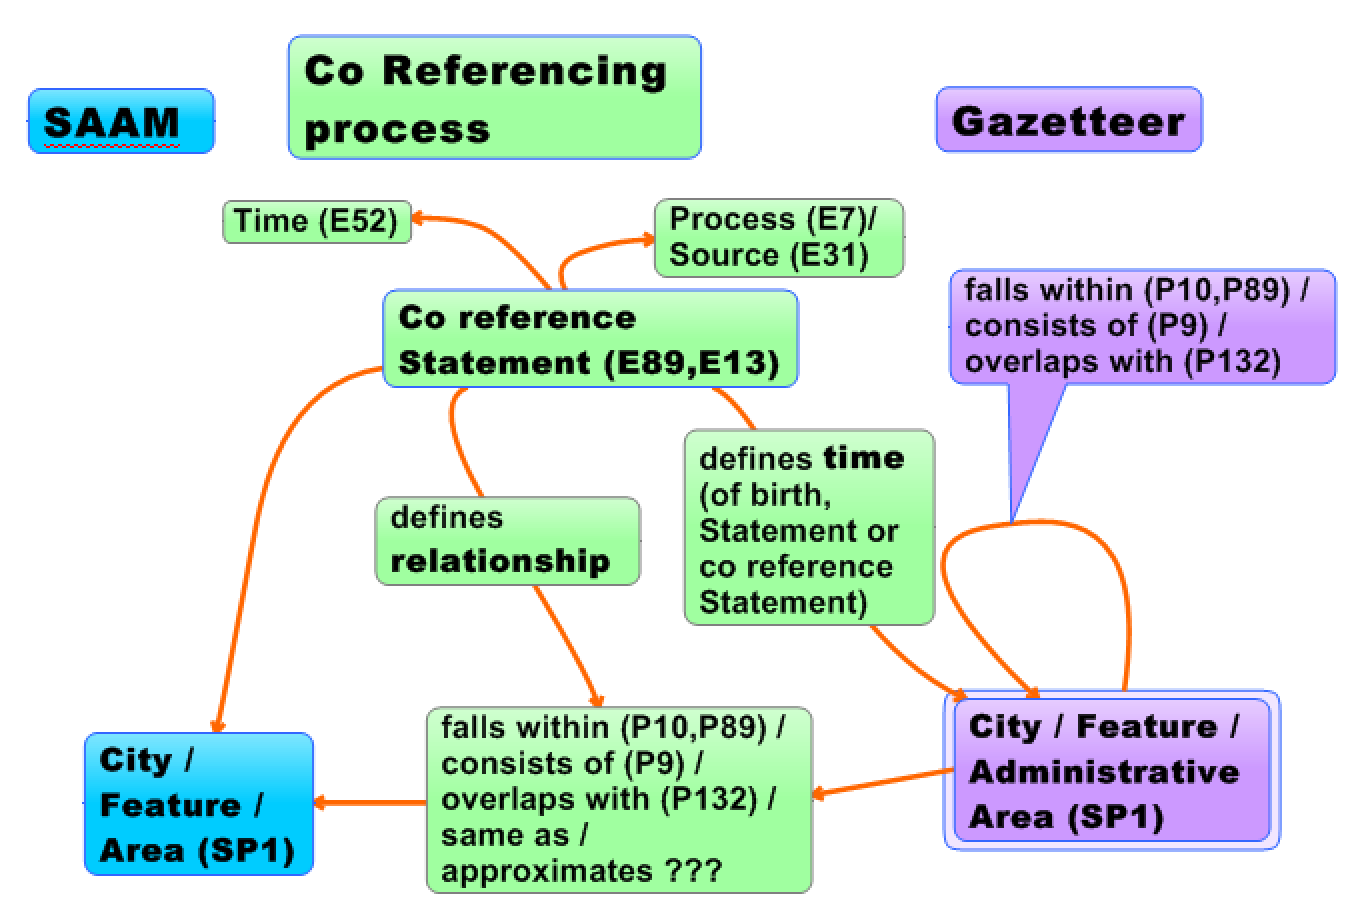 SAAM
Co Referencing
process
Gazetteer
Time (E52)
Process (E7)/
Source (E31)
Co reference
Statement (E89,E13)
falls within (P10,P89) /
consists of (P9) /
overlaps with (P132)
defines time
(of birth,
Statement or
co reference
Statement)
defines
relationship
City /
Feature /
Area (SP1)
falls within (P10,P89) /
consists of (P9) /
overlaps with (P132) /
same as /
approximates ???
City / Feature /
Administrative
Area (SP1)